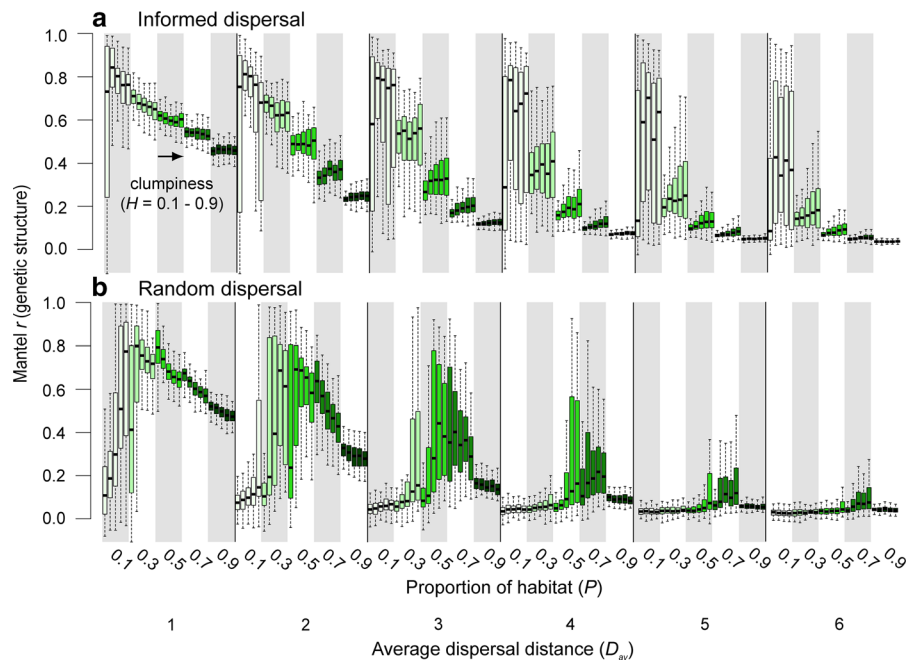 a Informed dispersal
1.0
0.8
0.6
0.4
0.2
0.0
clumpiness
(H = 0.1 - 0.9)
Mantel r (genetic structure)
b Random dispersal
1.0
0.8
0.6
0.4
0.2
0.0
0.1 0.3 0.5 0.7 0.9 0.1 0.3 0.5 0.7 0.9 0.1 0.3 0.5 0.7 0.9 0.1 0.3 0.5 0.7 0.9 0.1 0.3 0.5 0.7 0.9 0.1 0.3 0.5 0.7 0.9
Proportion of habitat (P)
1 2 3 4 5 6
Average dispersal distance (Dav)